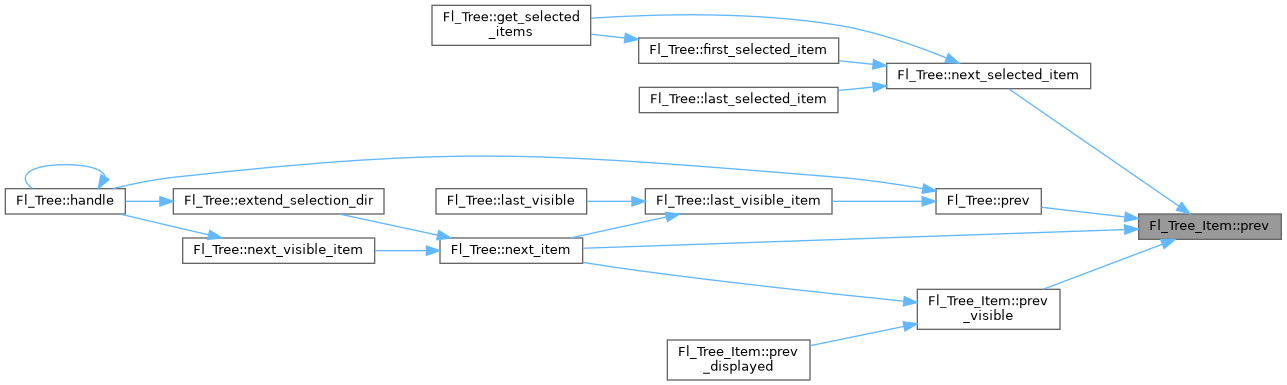 Fl_Tree::get_selected
_items
Fl_Tree::first_selected_item
Fl_Tree::next_selected_item
Fl_Tree::last_selected_item
Fl_Tree::handle
Fl_Tree::extend_selection_dir
Fl_Tree::last_visible
Fl_Tree::last_visible_item
Fl_Tree::prev
Fl_Tree_Item::prev
Fl_Tree::next_visible_item
Fl_Tree::next_item
Fl_Tree_Item::prev
_visible
Fl_Tree_Item::prev
_displayed